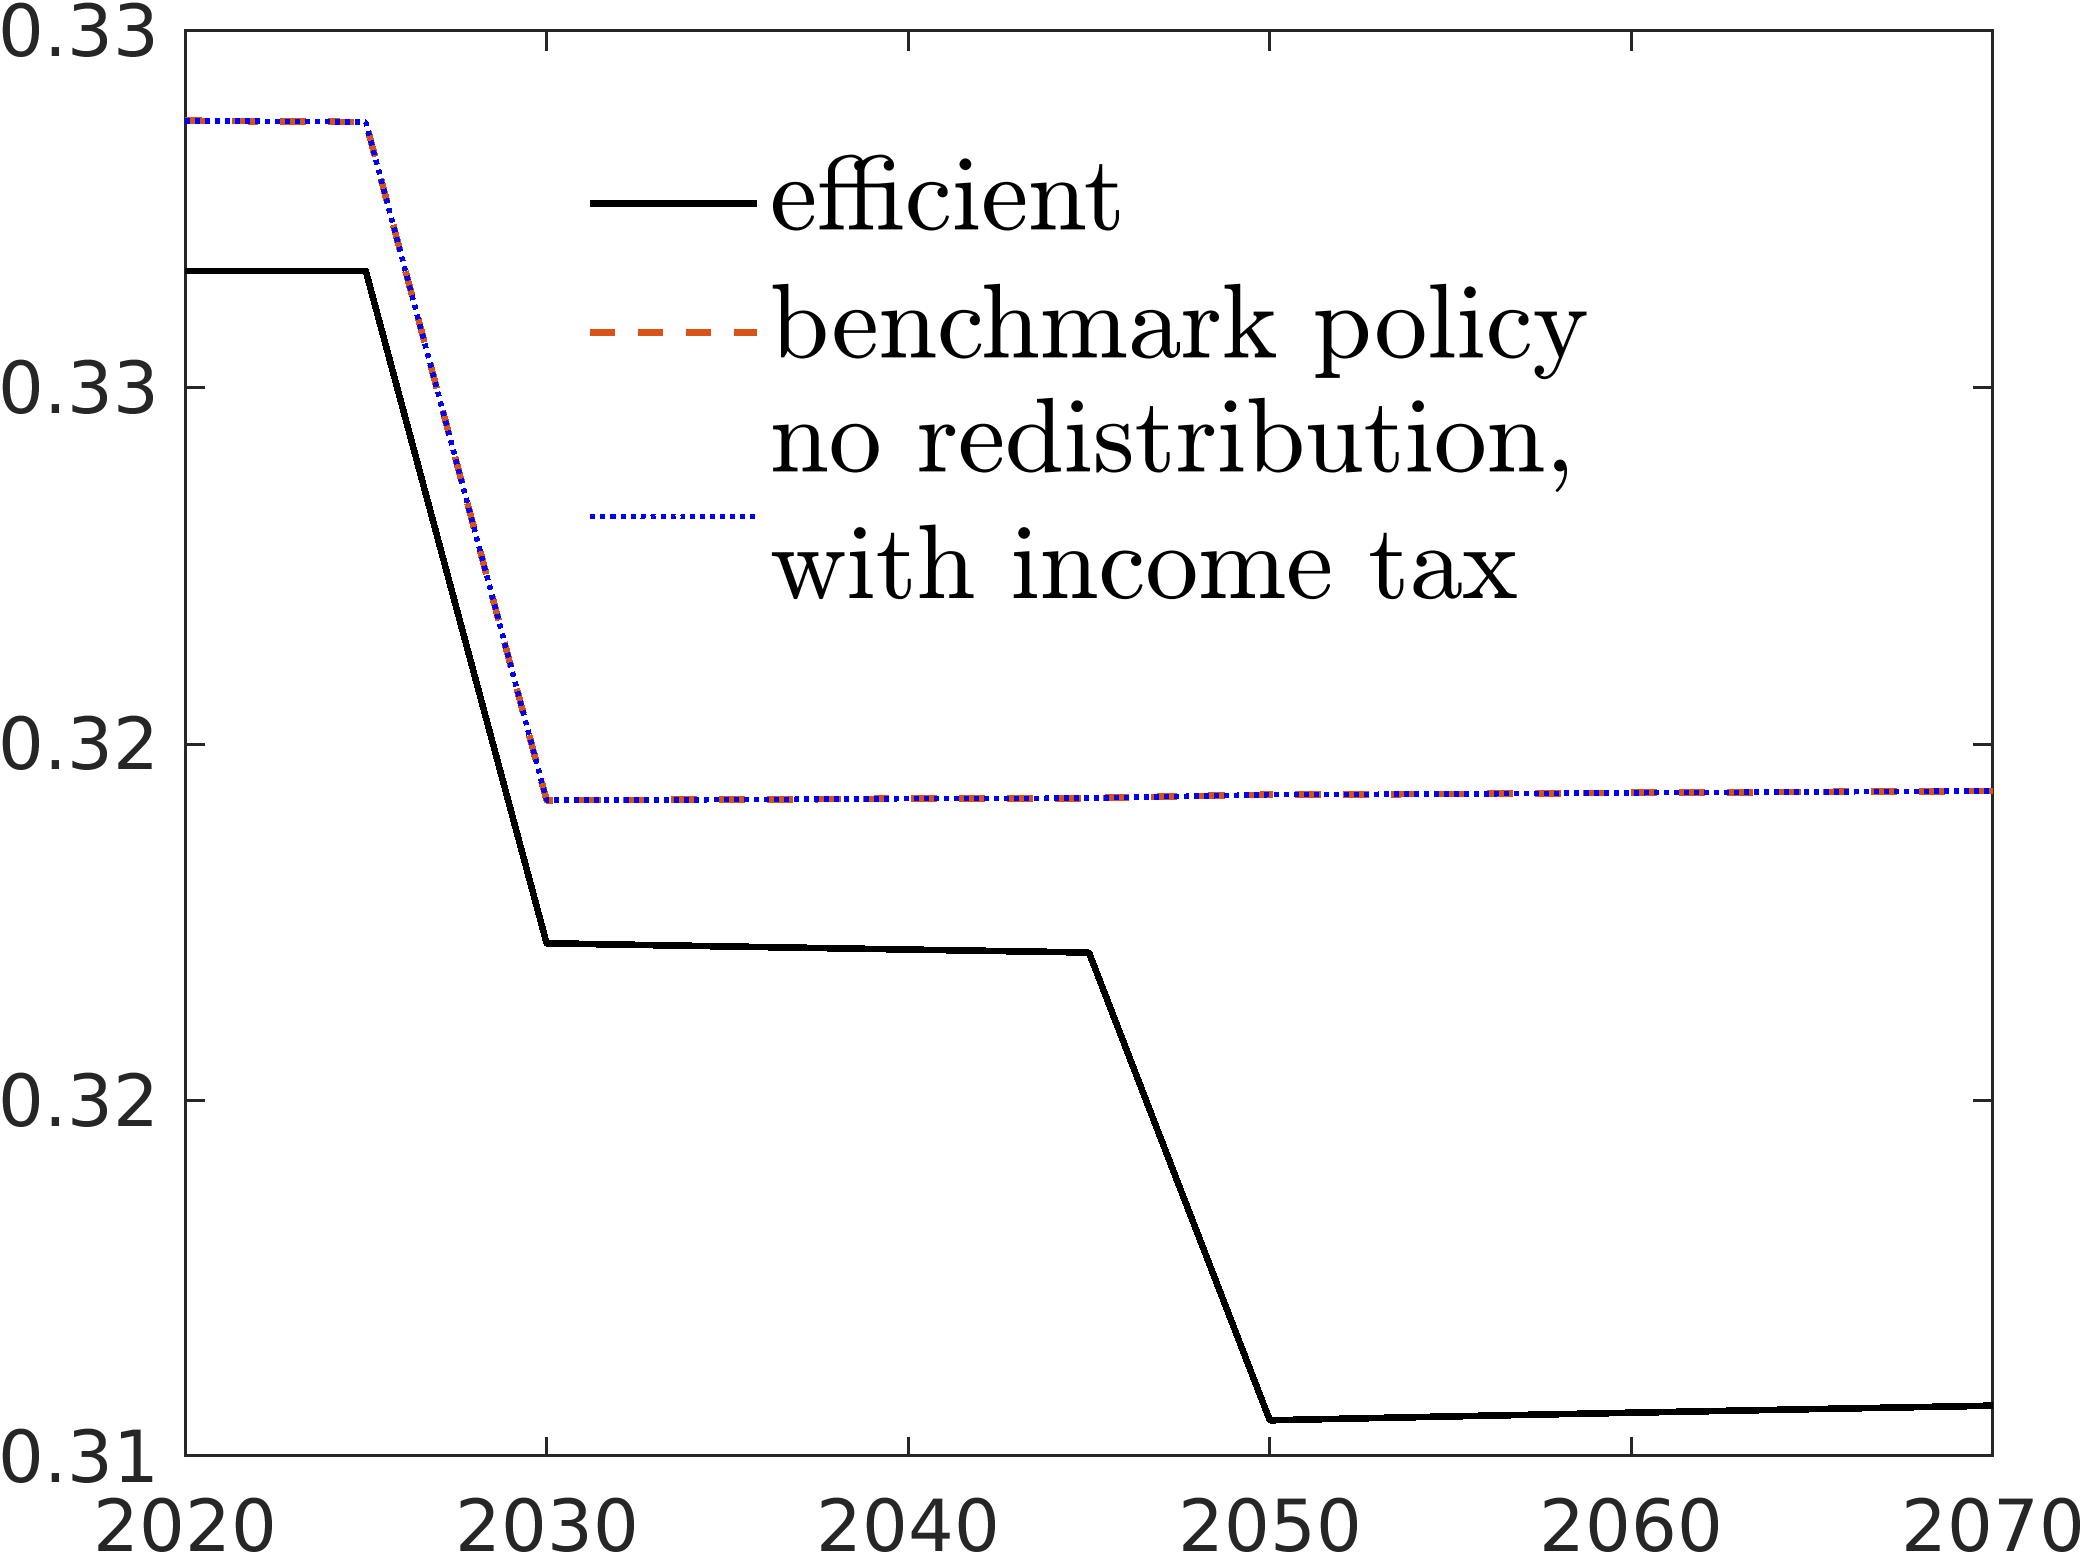 0.33
efficient
benchmark policy
0.33
no redistribution,
with income tax
0.32
0.32
0.31
2020 2030 2040 2050 2060 2070